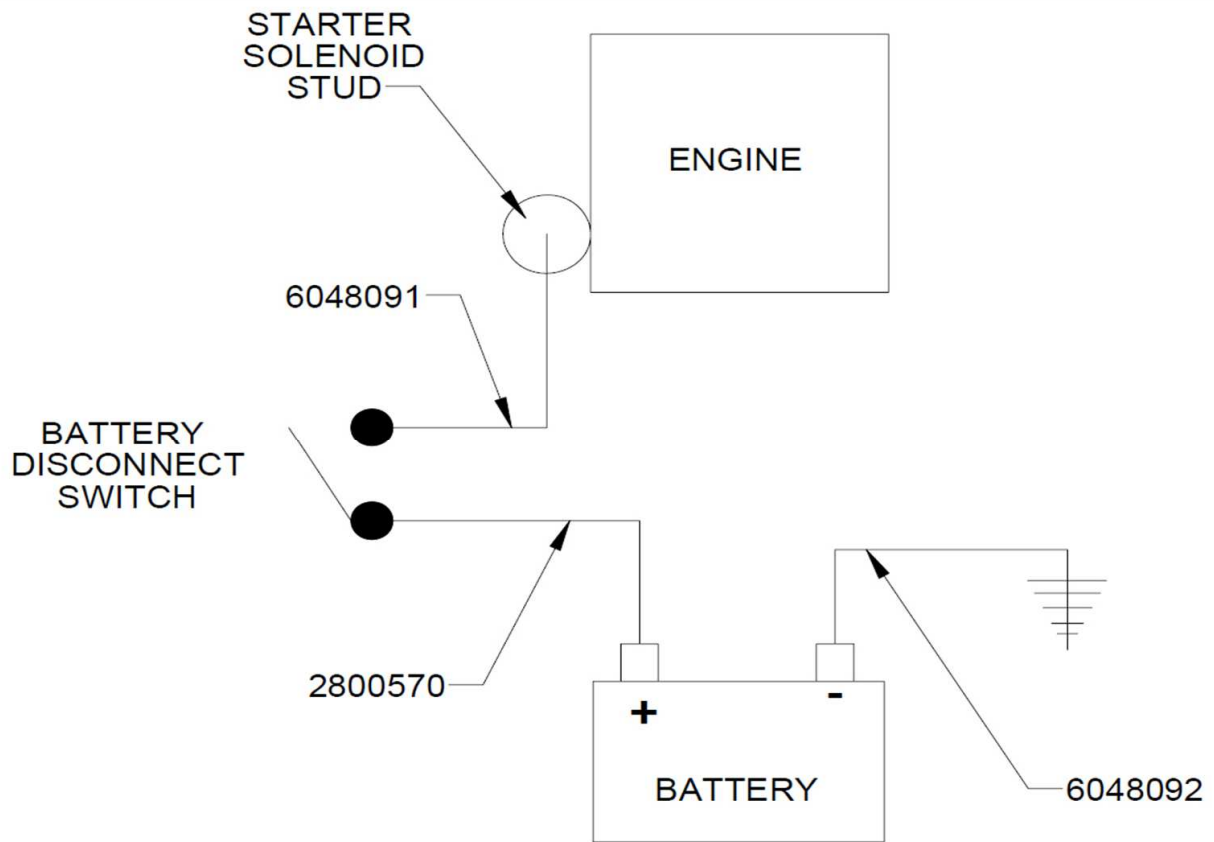 STARTER
SOLENOID
STUD
ENGINE
6048091
BATTERY
DISCONNECT
SWITCH
2800570
+
-
BATTERY
6048092